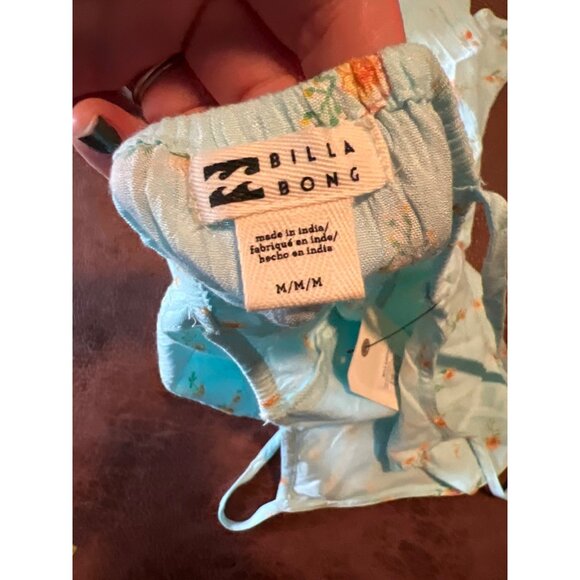 BILLA
BONG
made in india/
fabriqué en inde/
hecho en india
M/M/M